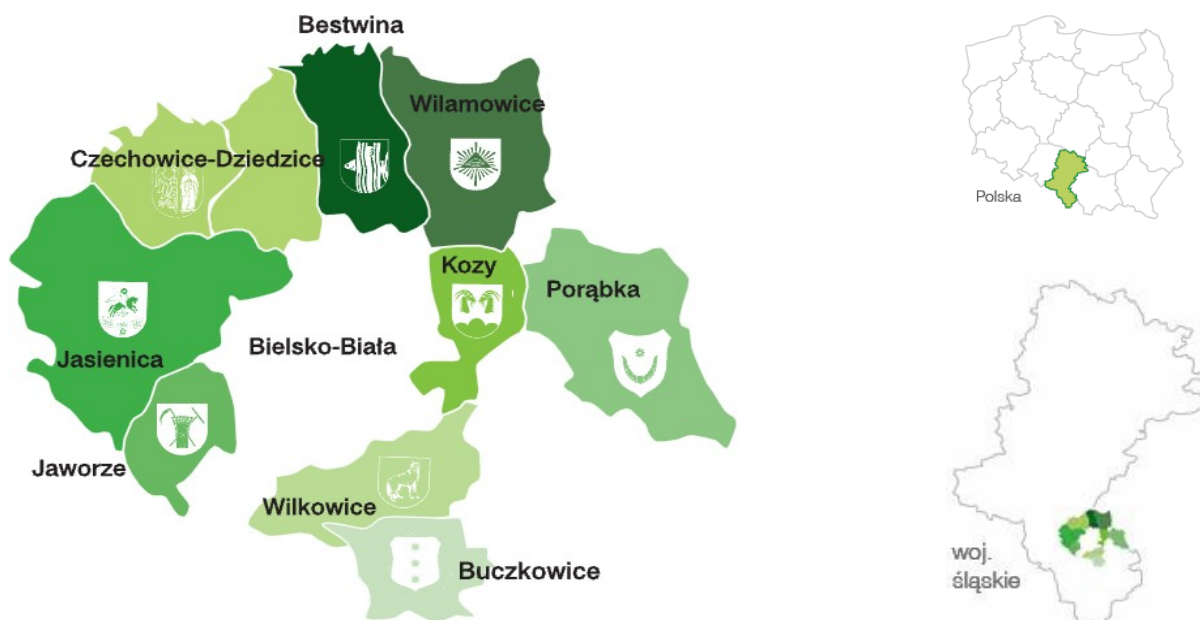 Bestwina
Wilamowice
Czechowice-Dziedzice
Kozy
Porąbka
Bielsko-Biała
Jasienica
Jaworze
Wilkowice
Buczkowice
Polska
woj.
śląskie